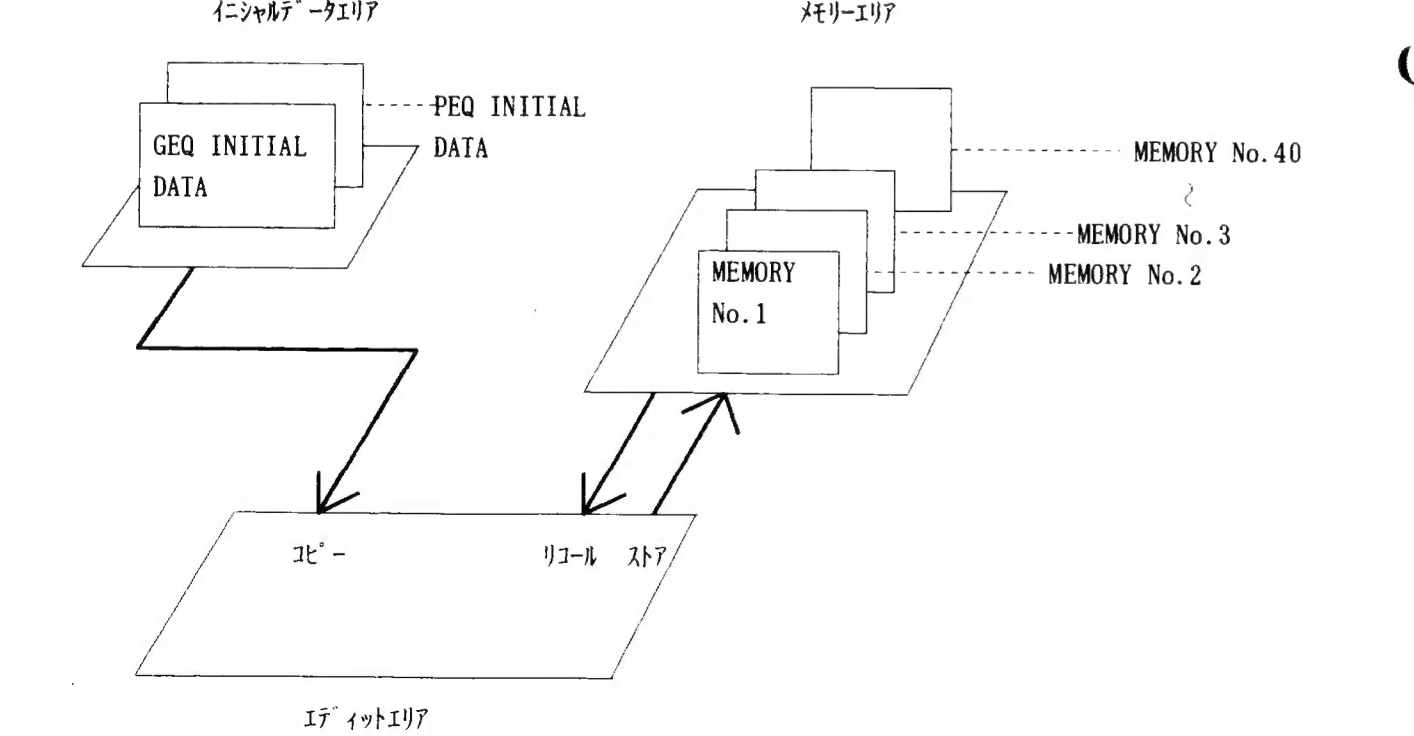 イニシャルデータエリア
メモリーエリア
PEQ INITIAL
DATA
GEQ INITIAL
DATA
MEMORY No.40
〜
MEMORY No.3
MEMORY No.2
MEMORY
No.1
コピー
リコール
ストア
エディットエリア